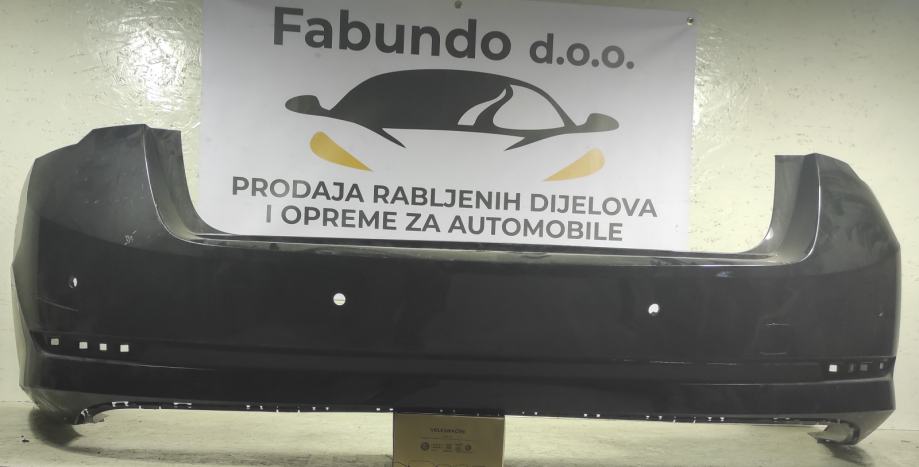 Fabundo d.o.o.
PRODAJA RABLJENIH DIJELOVA
I OPREME ZA AUTOMOBILE